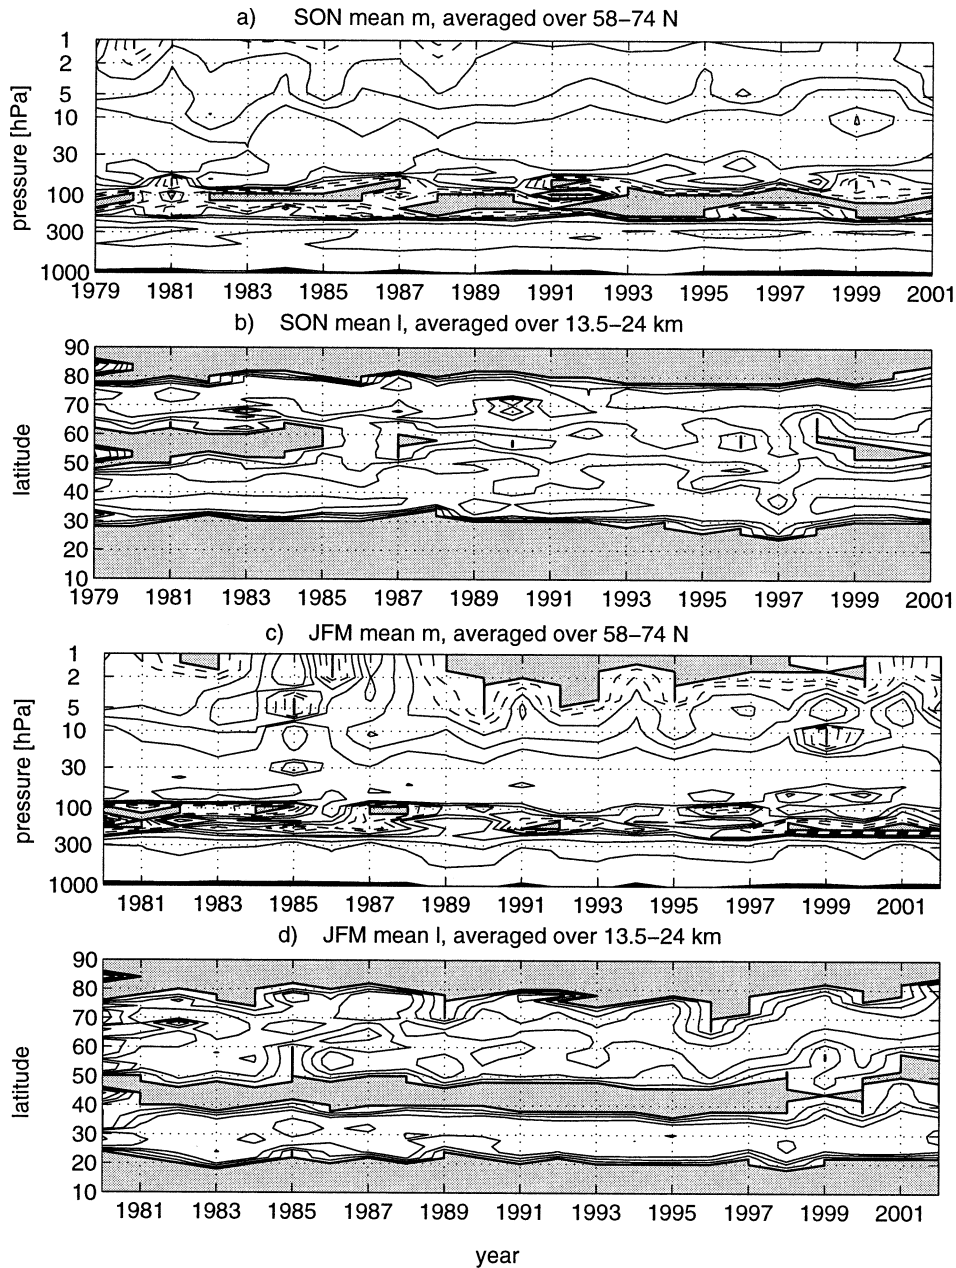 a) SON mean m, averaged over 58–74 N
pressure [hPa]
1
2
5
10
30
100
300
1000
1979 1981 1983 1985 1987 1989 1991 1993 1995 1997 1999 2001
b) SON mean l, averaged over 13.5–24 km
latitude
90
80
70
60
50
40
30
20
10
1979 1981 1983 1985 1987 1989 1991 1993 1995 1997 1999 2001
c) JFM mean m, averaged over 58–74 N
pressure [hPa]
1
2
5
10
30
100
300
1000
1981 1983 1985 1987 1989 1991 1993 1995 1997 1999 2001
d) JFM mean l, averaged over 13.5–24 km
latitude
90
80
70
60
50
40
30
20
10
1981 1983 1985 1987 1989 1991 1993 1995 1997 1999 2001
year